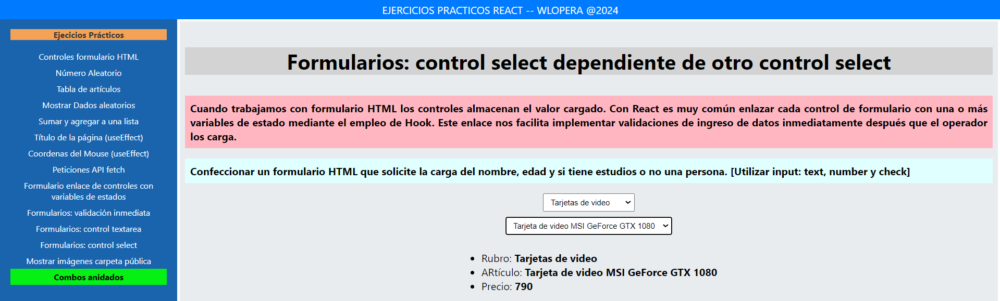 EJERCICIOS PRACTICOS REACT -- WLOPERA @2024
Ejecicios Prácticos
Controles formulario HTML
Número Aleatorio
Tabla de artículos
Mostrar Dados aleatorios
Sumar y agregar a una lista
Título de la página (useEffect)
Coordenas del Mouse (useEffect)
Peticiones API fetch
Formulario enlace de controles con
variables de estados
Formularios: validación inmediata
Formularios: control textarea
Formularios: control select
Mostrar imágenes carpeta pública
Combos anidados
Formularios: control select dependiente de otro control select
Cuando trabajamos con formulario HTML los controles almacenan el valor cargado. Con React es muy común enlazar cada control de formulario con una o más
variables de estado mediante el empleo de Hook. Este enlace nos facilita implementar validaciones de ingreso de datos inmediatamente después que el operador
los carga.
Confeccionar un formulario HTML que solicite la carga del nombre, edad y si tiene estudios o no una persona. [Utilizar input: text, number y check]
Tarjetas de video
Tarjeta de video MSI GeForce GTX 1080
• Rubro: Tarjetas de video
• ARtículo: Tarjeta de video MSI GeForce GTX 1080
• Precio: 790